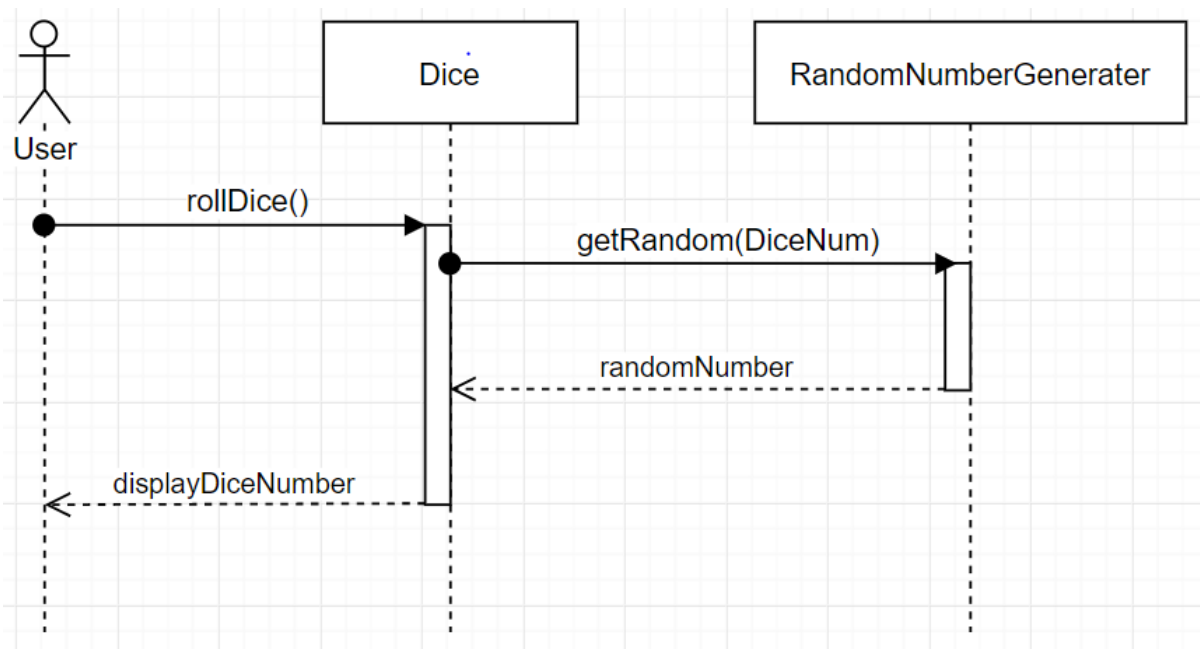 Dice
RandomNumberGenerater
User
rollDice()
getRandom(DiceNum)
randomNumber
displayDiceNumber